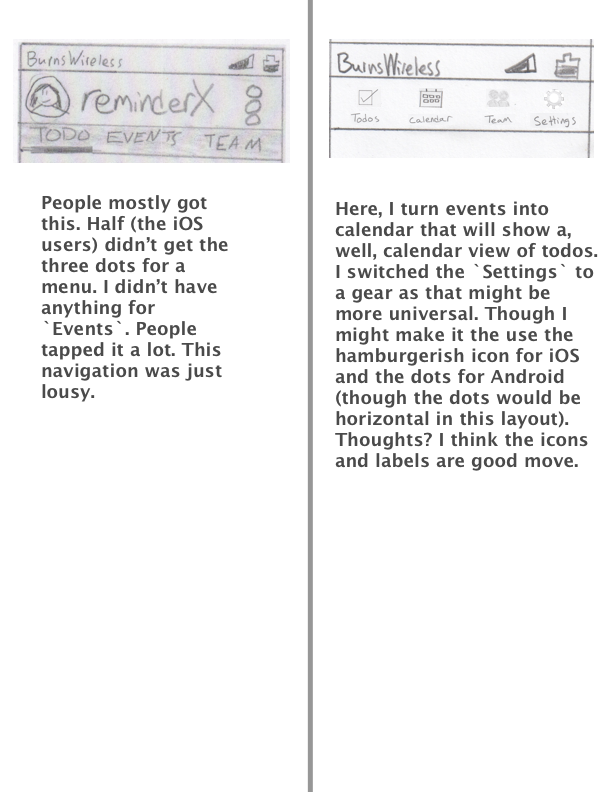 BurnsWireless
reminderX
TODO EVENTS TEAM
People mostly got
this. Half (the iOS
users) didn’t get the
three dots for a
menu. I didn’t have
anything for
`Events`. People
tapped it a lot. This
navigation was just
lousy.
BurnsWireless
Todos Calendar Team Settings
Here, I turn events into
calendar that will show a,
well, calendar view of todos.
I switched the `Settings` to
a gear as that might be
more universal. Though I
might make it the use the
hamburgerish icon for iOS
and the dots for Android
(though the dots would be
horizontal in this layout).
Thoughts? I think the icons
and labels are good move.